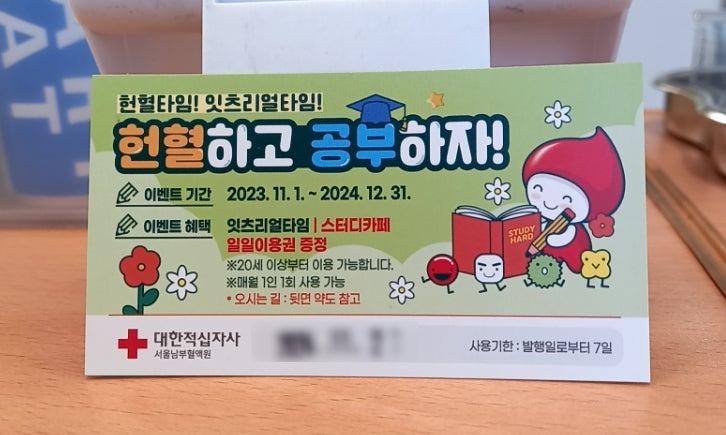 헌혈타임! 잇츠리얼타임!
헌혈하고 공부하자!
이벤트 기간 2023. 11. 1. ~ 2024. 12. 31.
이벤트 혜택 잇츠리얼타임 | 스터디카페
일일이용권 증정
※20세 이상부터 이용 가능합니다.
※매월 1인 1회 사용 가능
* 오시는 길 : 뒷면 약도 참고
STUDY
HARD
대한적십자사
서울남부혈액원
사용기한 : 발행일로부터 7일